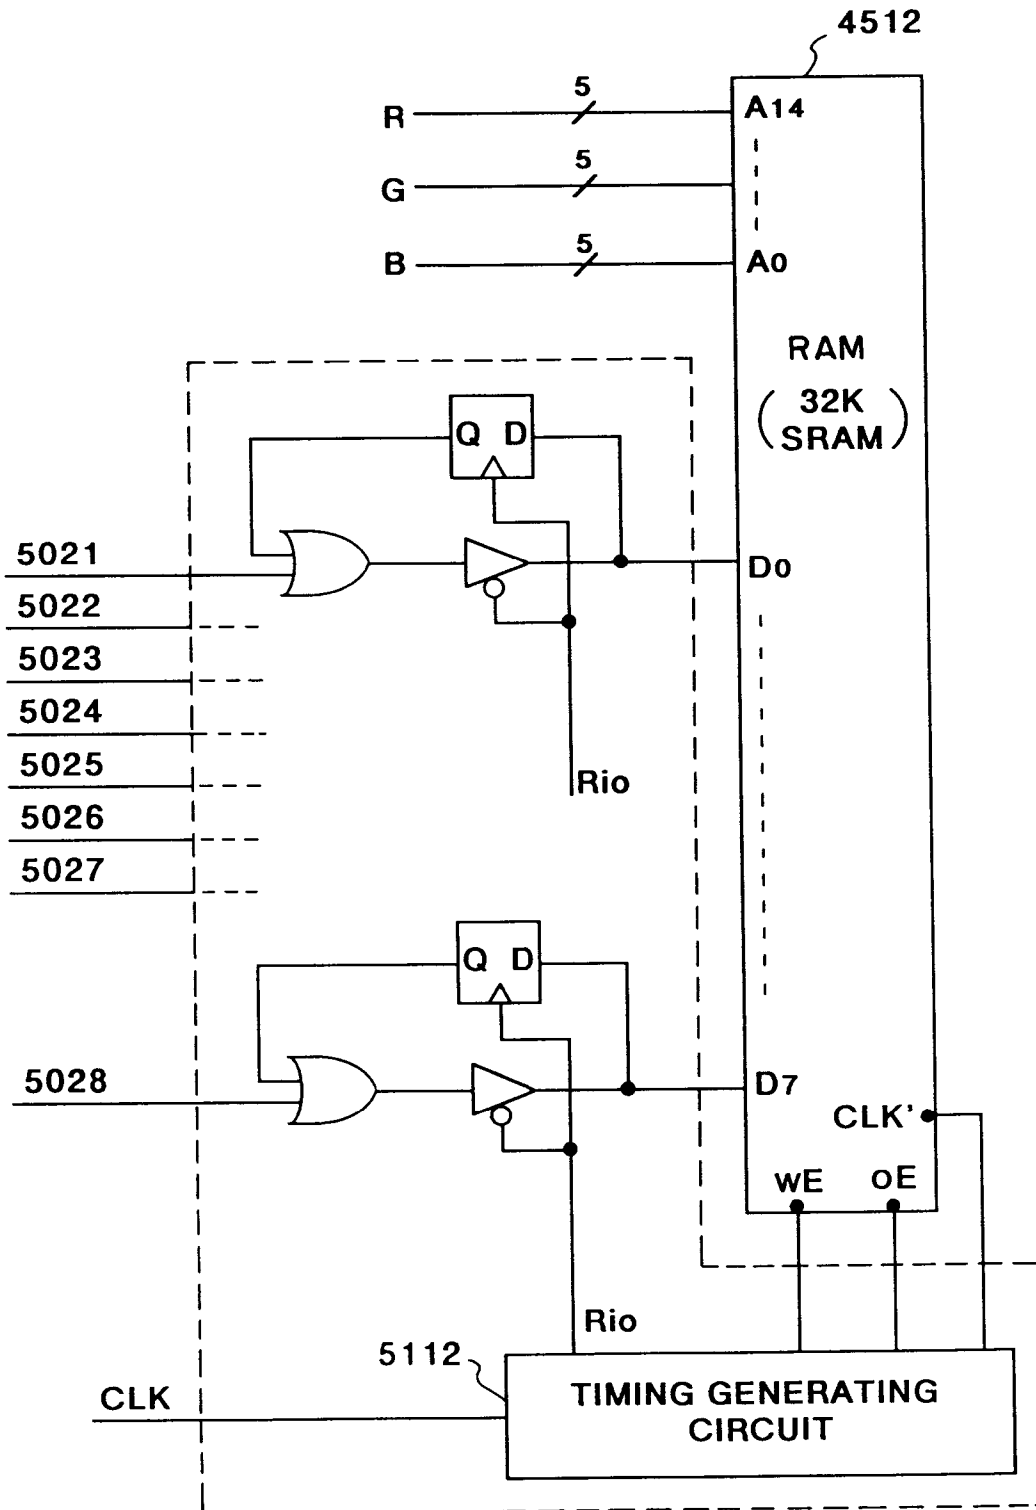 4512
R 5 A14
G 5
B 5 A0
RAM
(32K
SRAM)
Q D
5021 D0
5022
5023
5024
5025
Rio
5026
5027
Q D
5028 D7
CLK'
wE oE
Rio
5112
CLK
TIMING GENERATING
CIRCUIT